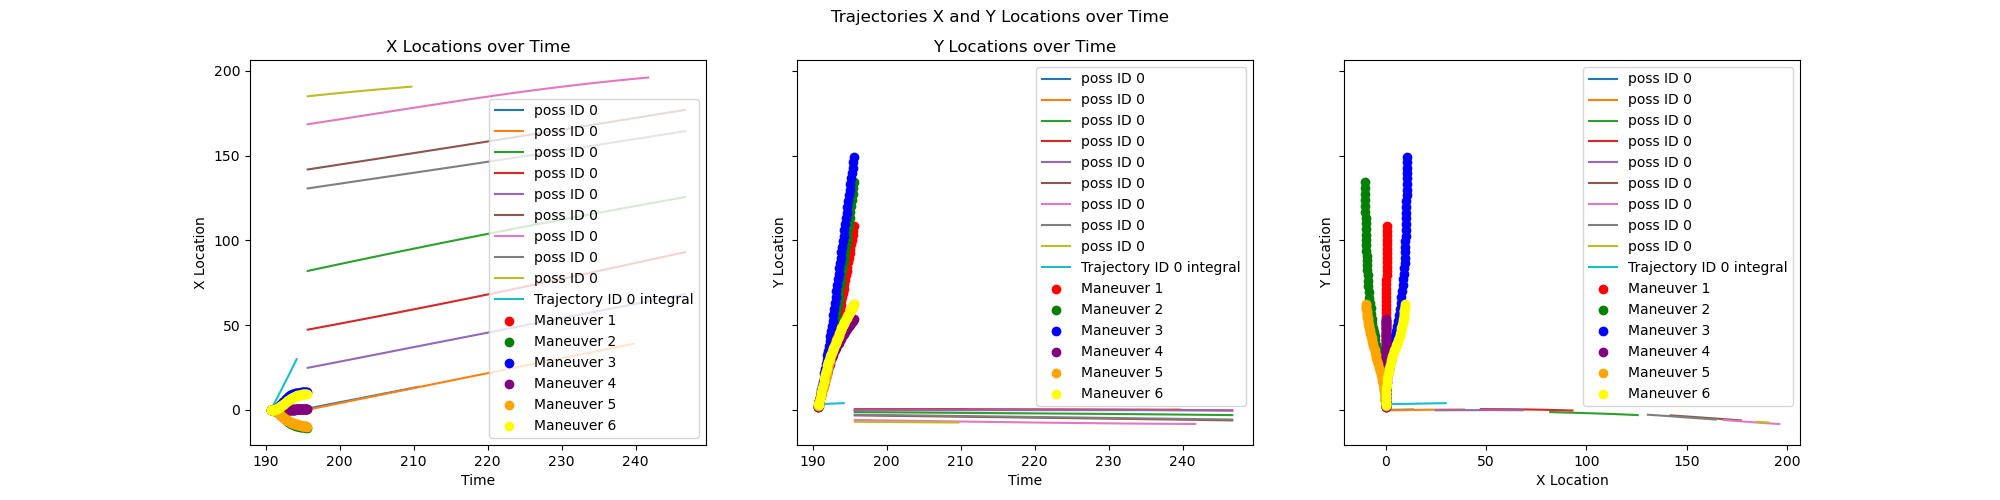 Trajectories X and Y Locations over Time
X Locations over Time
X Location
200
150
100
50
0
190
200
210
220
230
240
Time
poss ID 0
poss ID 0
poss ID 0
poss ID 0
poss ID 0
poss ID 0
poss ID 0
poss ID 0
poss ID 0
Trajectory ID 0 integral
Maneuver 1
Maneuver 2
Maneuver 3
Maneuver 4
Maneuver 5
Maneuver 6
Y Locations over Time
Y Location
190
200
210
220
230
240
Time
poss ID 0
poss ID 0
poss ID 0
poss ID 0
poss ID 0
poss ID 0
poss ID 0
poss ID 0
poss ID 0
Trajectory ID 0 integral
Maneuver 1
Maneuver 2
Maneuver 3
Maneuver 4
Maneuver 5
Maneuver 6
Y Location
0
50
100
150
200
X Location
poss ID 0
poss ID 0
poss ID 0
poss ID 0
poss ID 0
poss ID 0
poss ID 0
poss ID 0
poss ID 0
Trajectory ID 0 integral
Maneuver 1
Maneuver 2
Maneuver 3
Maneuver 4
Maneuver 5
Maneuver 6